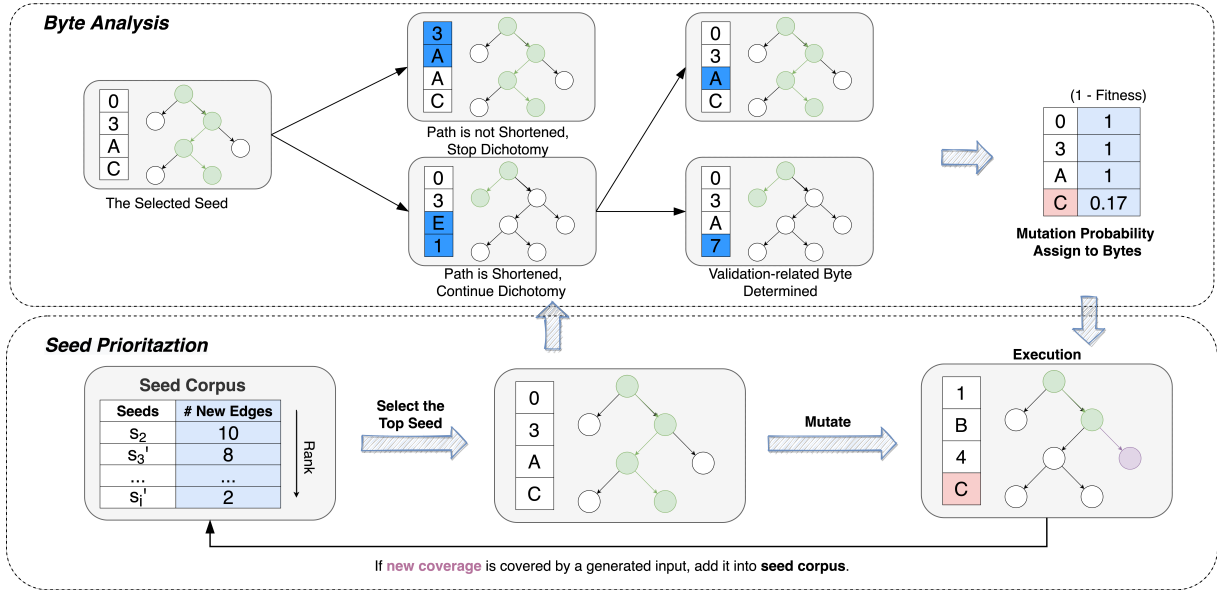 Byte Analysis
0
3
A
C
The Selected Seed
3
A
A
C
Path is not Shortened,
Stop Dichotomy
0
3
E
1
Path is Shortened,
Continue Dichotomy
0
3
A
C
0
3
A
7
Validation-related Byte
Determined
(1 - Fitness)
0 1
3 1
A 1
C 0.17
Mutation Probability
Assign to Bytes
Seed Prioritaztion
Seed Corpus
Seeds # New Edges
s2 10
s3' 8
... ...
si' 2
Rank
Select the
Top Seed
0
3
A
C
Mutate
Execution
1
B
4
C
If new coverage is covered by a generated input, add it into seed corpus.